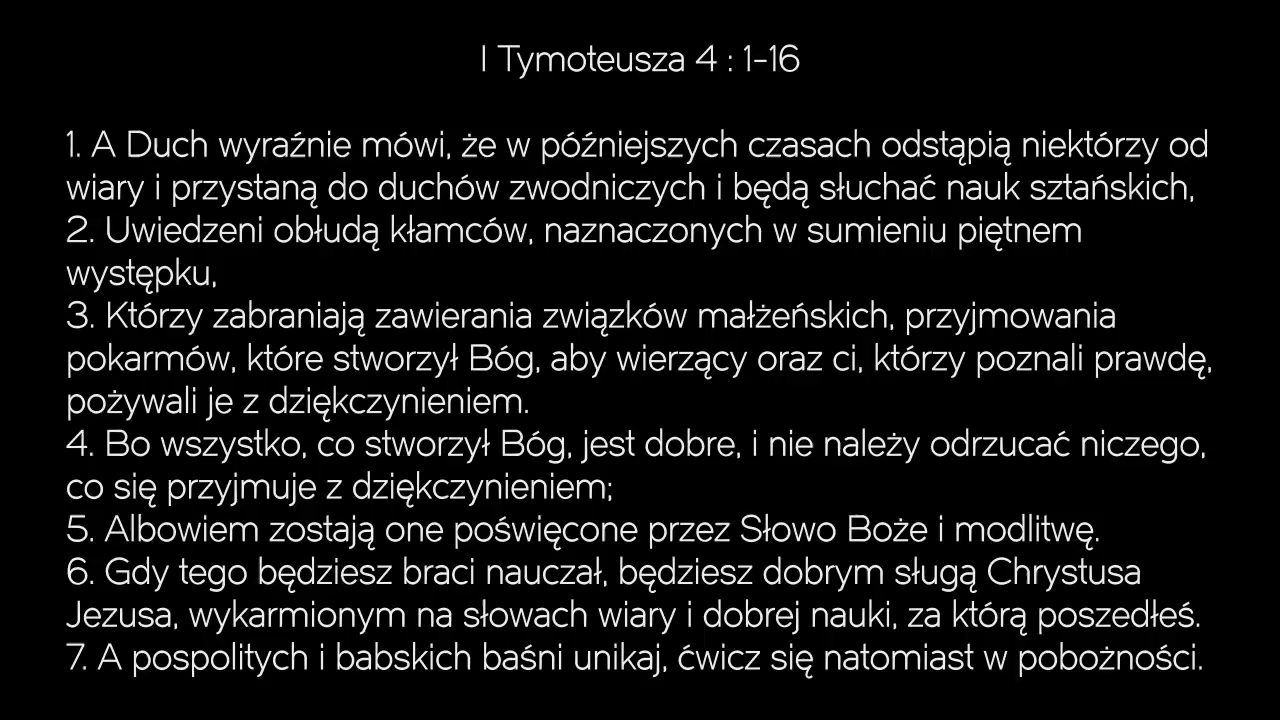 I Tymoteusza 4 : 1-16
1. A Duch wyraźnie mówi, że w późniejszych czasach odstąpią niektórzy od
wiary i przystaną do duchów zwodniczych i będą słuchać nauk sztańskich,
2. Uwiedzeni obłudą kłamców, naznaczonych w sumieniu piętnem
występku,
3. Którzy zabraniają zawierania związków małżeńskich, przyjmowania
pokarmów, które stworzył Bóg, aby wierzący oraz ci, którzy poznali prawdę,
pożywali je z dziękczynieniem.
4. Bo wszystko, co stworzył Bóg, jest dobre, i nie należy odrzucać niczego,
co się przyjmuje z dziękczynieniem;
5. Albowiem zostają one poświęcone przez Słowo Boże i modlitwę.
6. Gdy tego będziesz braci nauczał, będziesz dobrym sługą Chrystusa
Jezusa, wykarmionym na słowach wiary i dobrej nauki, za którą poszedłeś.
7. A pospolitych i babskich baśni unikaj, ćwicz się natomiast w pobożności.